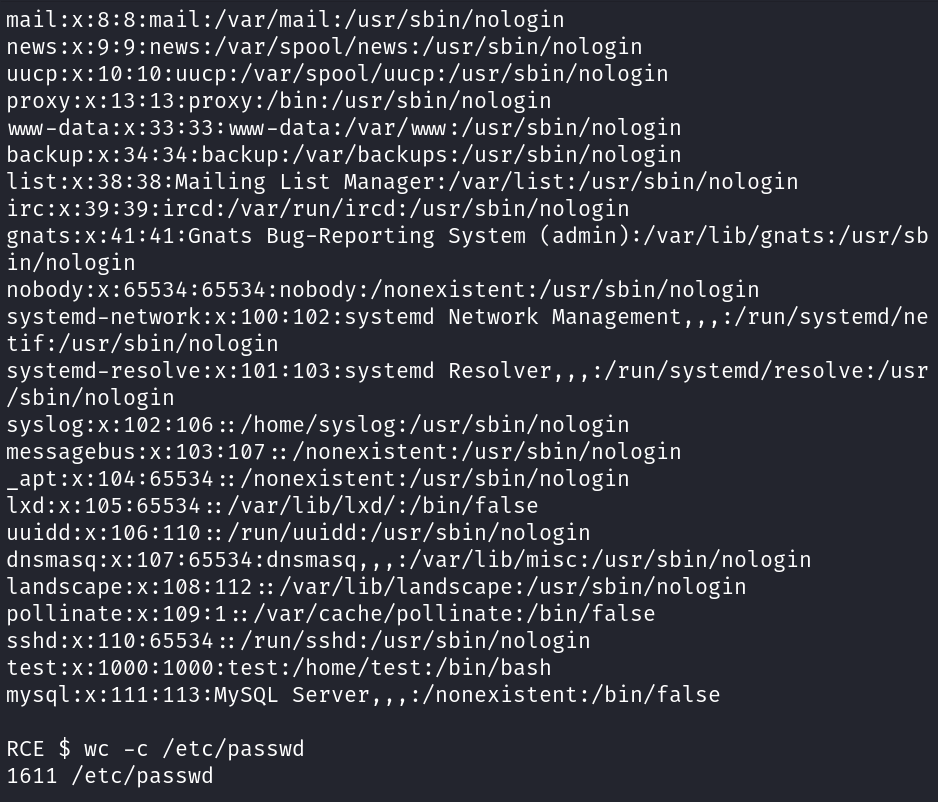 mail:x:8:8:mail:/var/mail:/usr/sbin/nologin
news:x:9:9:news:/var/spool/news:/usr/sbin/nologin
uucp:x:10:10:uucp:/var/spool/uucp:/usr/sbin/nologin
proxy:x:13:13:proxy:/bin:/usr/sbin/nologin
www-data:x:33:33:www-data:/var/www:/usr/sbin/nologin
backup:x:34:34:backup:/var/backups:/usr/sbin/nologin
list:x:38:38:Mailing List Manager:/var/list:/usr/sbin/nologin
irc:x:39:39:ircd:/var/run/ircd:/usr/sbin/nologin
gnats:x:41:41:Gnats Bug-Reporting System (admin):/var/lib/gnats:/usr/sb
in/nologin
nobody:x:65534:65534:nobody:/nonexistent:/usr/sbin/nologin
systemd-network:x:100:102:systemd Network Management,,,:/run/systemd/ne
tif:/usr/sbin/nologin
systemd-resolve:x:101:103:systemd Resolver,,,:/run/systemd/resolve:/usr
/sbin/nologin
syslog:x:102:106::/home/syslog:/usr/sbin/nologin
messagebus:x:103:107::/nonexistent:/usr/sbin/nologin
_apt:x:104:65534::/nonexistent:/usr/sbin/nologin
lxd:x:105:65534::/var/lib/lxd/:/bin/false
uuidd:x:106:110::/run/uuidd:/usr/sbin/nologin
dnsmasq:x:107:65534:dnsmasq,,,:/var/lib/misc:/usr/sbin/nologin
landscape:x:108:112::/var/lib/landscape:/usr/sbin/nologin
pollinate:x:109:1::/var/cache/pollinate:/bin/false
sshd:x:110:65534::/run/sshd:/usr/sbin/nologin
test:x:1000:1000:test:/home/test:/bin/bash
mysql:x:111:113:MySQL Server,,,:/nonexistent:/bin/false
RCE $ wc -c /etc/passwd
1611 /etc/passwd